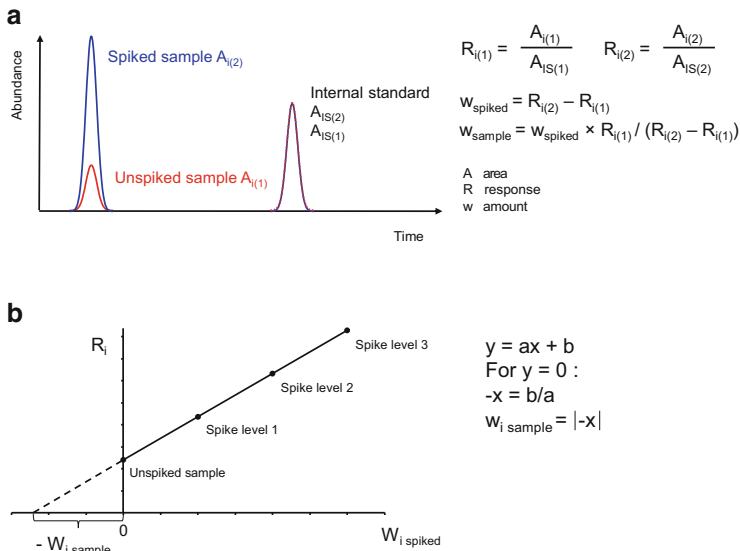 a
Abundance
Spiked sample A_i(2)
Unspiked sample A_i(1)
Internal standard
A_IS(2)
A_IS(1)
Time
R_i(1) = A_i(1) / A_IS(1) R_i(2) = A_i(2) / A_IS(2)
w_spiked = R_i(2) – R_i(1)
w_sample = w_spiked × R_i(1) / (R_i(2) – R_i(1))
A area
R response
w amount
b
R_i
Spike level 3
Spike level 2
Spike level 1
Unspiked sample
0
- W_i sample
W_i spiked
y = ax + b
For y = 0 :
-x = b/a
w_i sample = |-x|